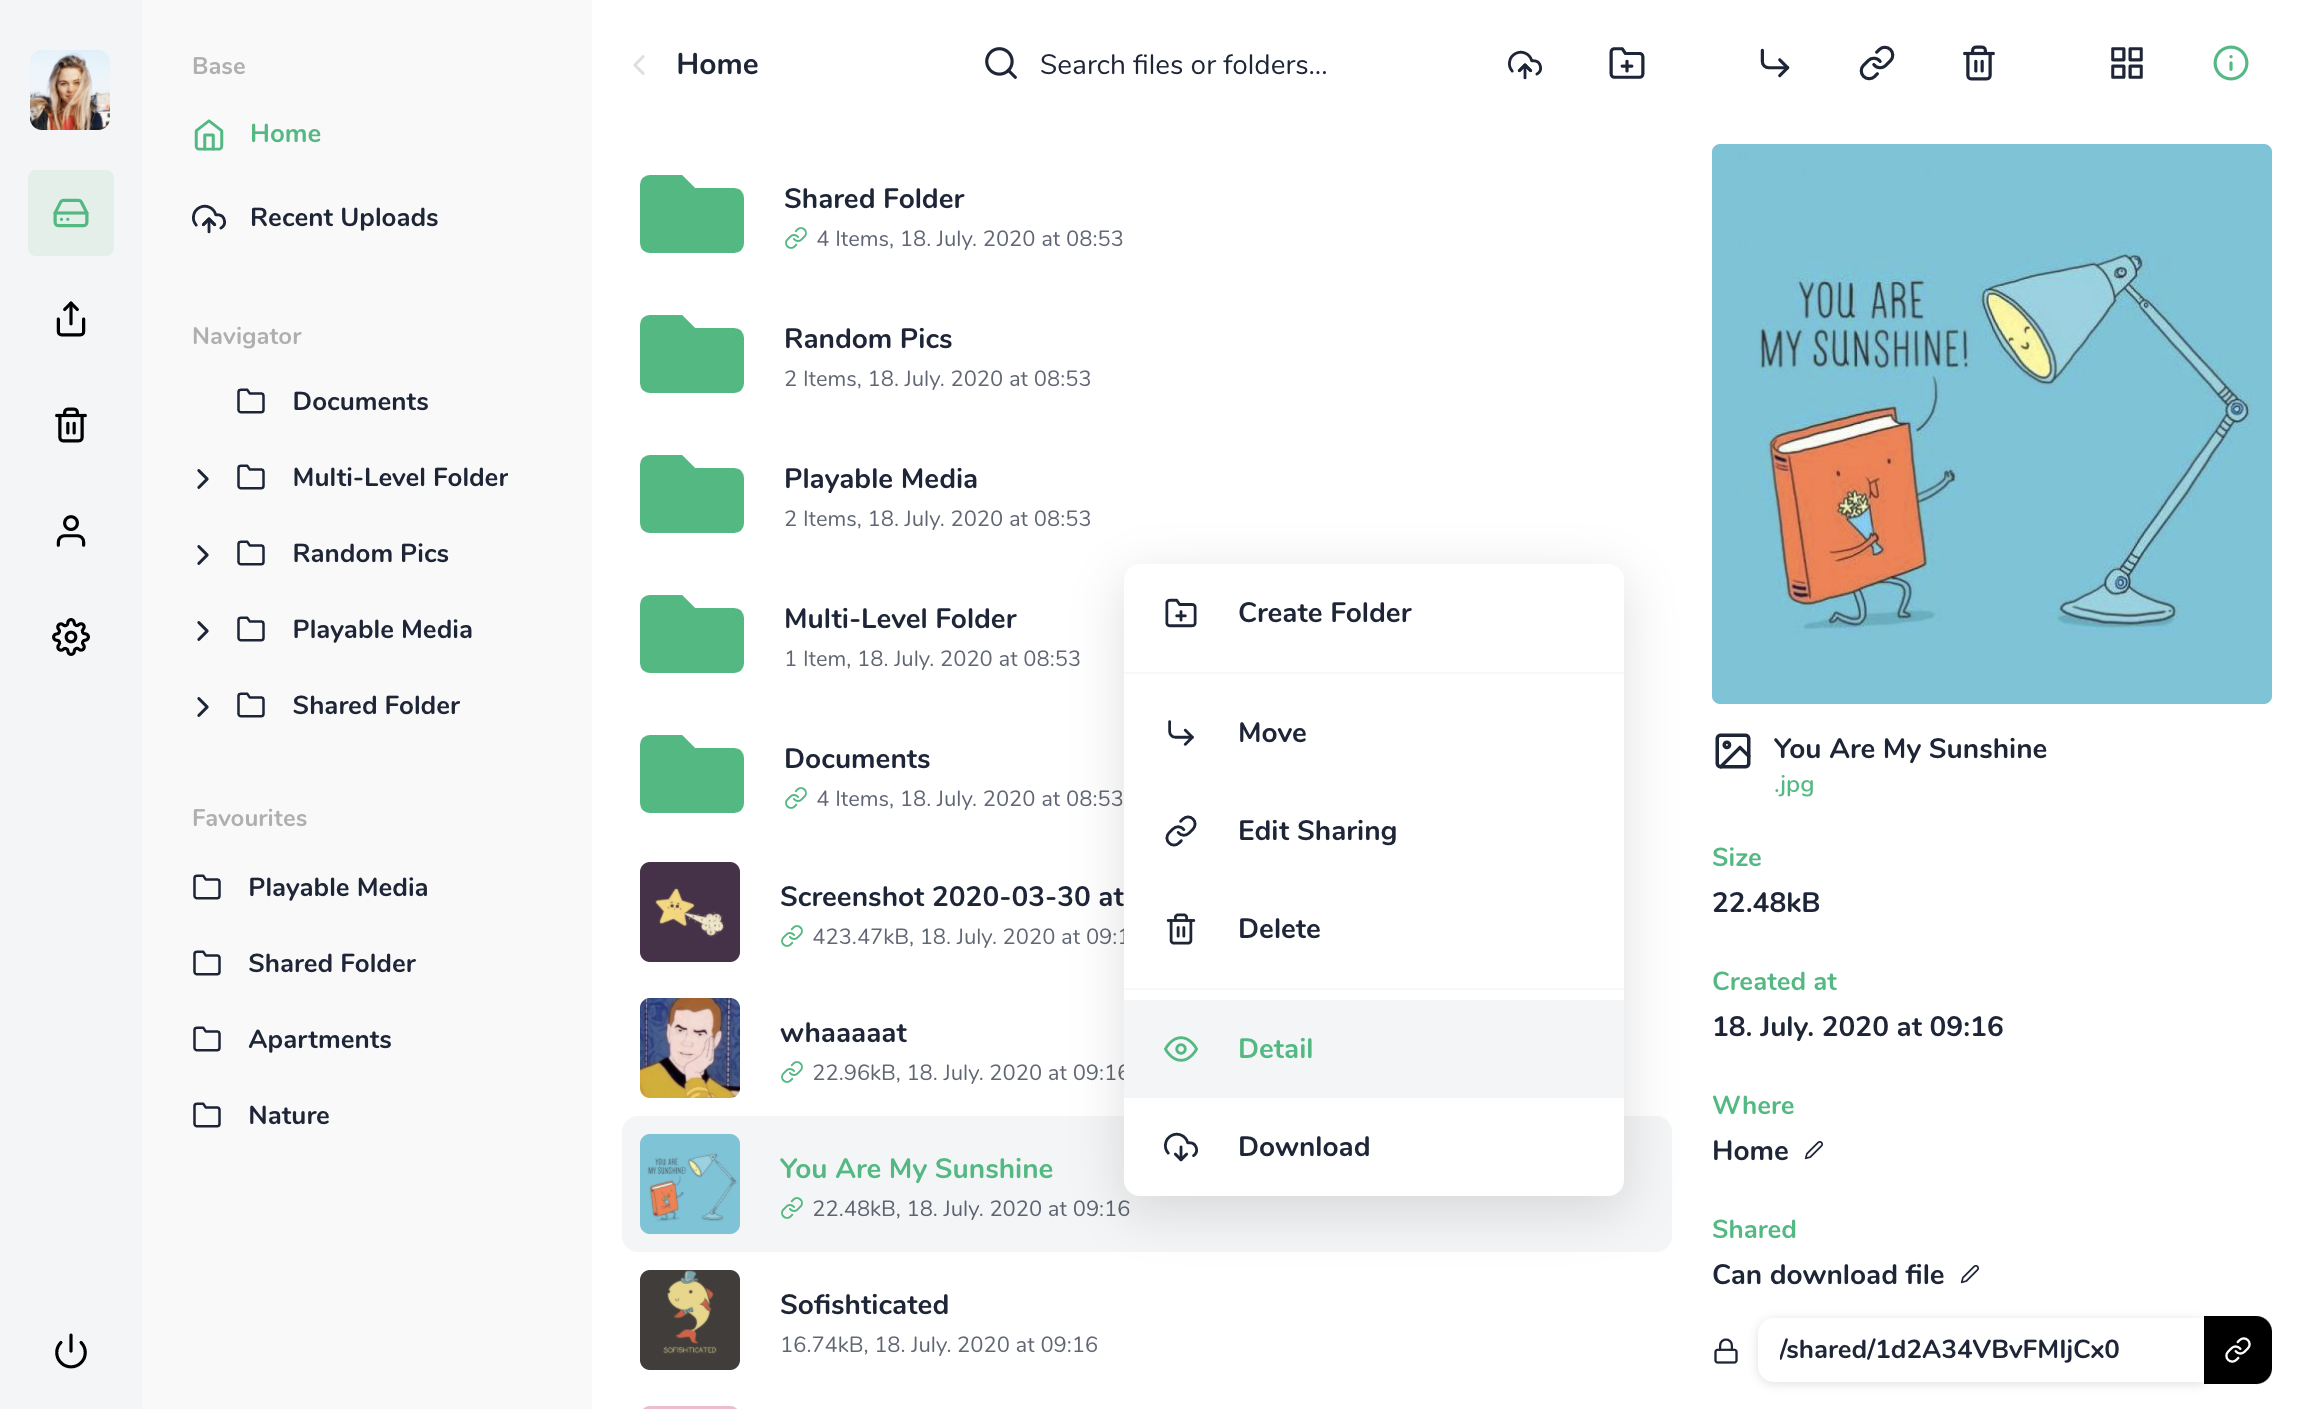 Base
Home
Recent Uploads
Navigator
Documents
Multi-Level Folder
Random Pics
Playable Media
Shared Folder
Favourites
Playable Media
Shared Folder
Apartments
Nature
Home
Search files or folders...
Shared Folder
4 Items, 18. July. 2020 at 08:53
Random Pics
2 Items, 18. July. 2020 at 08:53
Playable Media
2 Items, 18. July. 2020 at 08:53
Multi-Level Folder
1 Item, 18. July. 2020 at 08:53
Documents
4 Items, 18. July. 2020 at 08:53
Screenshot 2020-03-30 at
423.47kB, 18. July. 2020 at 09:1
whaaaaat
22.96kB, 18. July. 2020 at 09:16
YOU ARE
MY SUNSHINE!
You Are My Sunshine
22.48kB, 18. July. 2020 at 09:16
SOFISHTICATED
Sofishticated
16.74kB, 18. July. 2020 at 09:16
Create Folder
Move
Edit Sharing
Delete
Detail
Download
YOU ARE
MY SUNSHINE!
You Are My Sunshine
.jpg
Size
22.48kB
Created at
18. July. 2020 at 09:16
Where
Home
Shared
Can download file
/shared/1d2A34VBvFMIjCx0